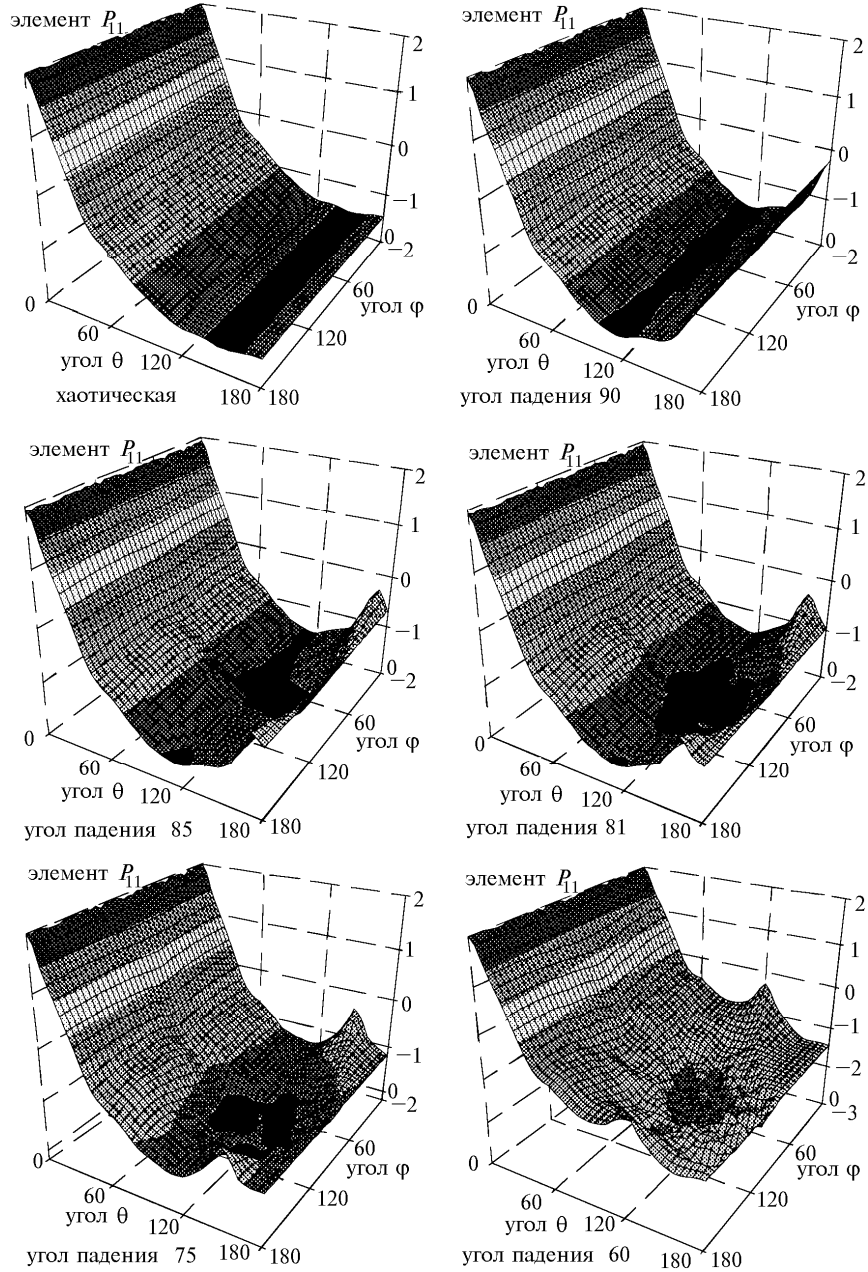 элемент P11
2
1
0
−1
0
−2
60
угол φ
120
0
60
угол θ 120
хаотическая 180 180
элемент P11
2
1
0
−1
0
−2
60
угол φ
120
0
60
угол θ
120
угол падения 90 180 180
элемент P11
2
1
0
−1
0
−2
60
угол φ
120
0
60
угол θ 120
угол падения 85 180 180
элемент P11
2
1
0
−1
0
−2
60
угол φ
120
0
60
угол θ 120
угол падения 81 180 180
элемент P11
2
1
0
−1
0
−2
60
угол φ
120
0
60
угол θ 120
угол падения 75 180 180
элемент P11
2
1
0
−1
−2
0
−3
60
угол φ
120
0
60
угол θ 120
угол падения 60 180 180